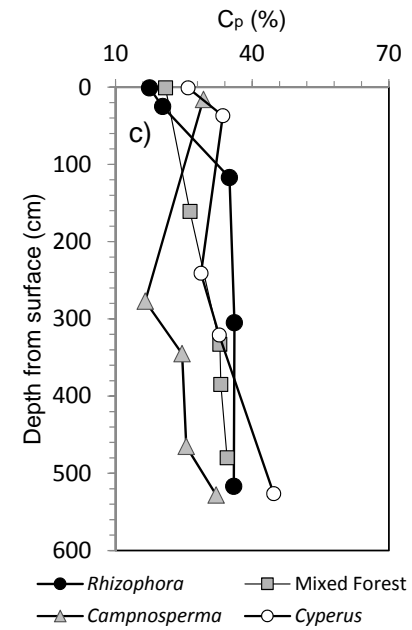 Cp (%)
10 40 70
0
c)
100
200
300
400
500
600
Depth from surface (cm)
Rhizophora Mixed Forest
Campnosperma Cyperus